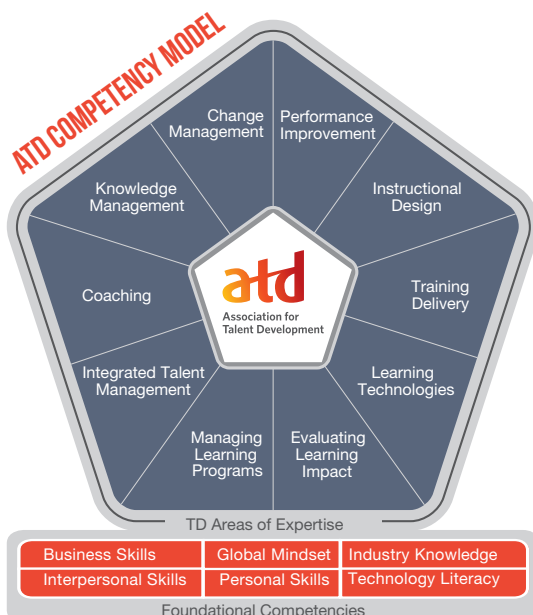 ATD COMPETENCY MODEL
Change
Management
Performance
Improvement
Knowledge
Management
Instructional
Design
Coaching
atd
Association for
Talent Development
Training
Delivery
Integrated Talent
Management
Learning
Technologies
Managing
Learning
Programs
Evaluating
Learning
Impact
TD Areas of Expertise
Business Skills
Global Mindset
Industry Knowledge
Interpersonal Skills
Personal Skills
Technology Literacy
Foundational Competencies